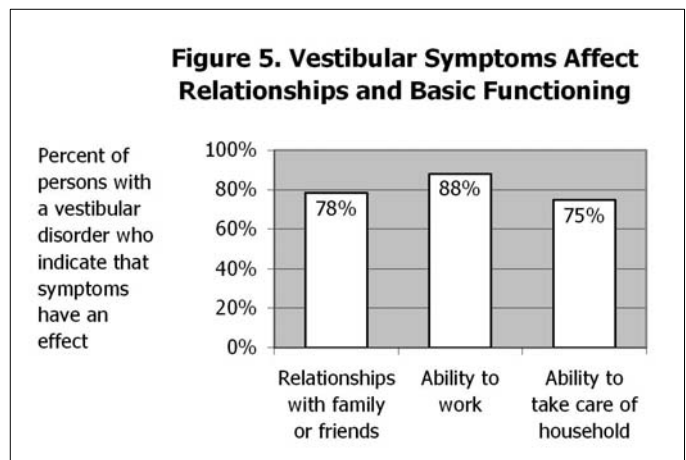 Figure 5. Vestibular Symptoms Affect
Relationships and Basic Functioning
Percent of
persons with
a vestibular
disorder who
indicate that
symptoms
have an
effect
100%
80%
60%
40%
20%
0%
78%
88%
75%
Relationships
with family
or friends
Ability to
work
Ability to
take care of
household